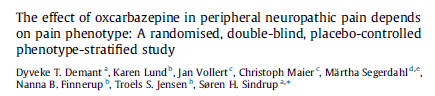 The effect of oxcarbazepine in peripheral neuropathic pain depends
on pain phenotype: A randomised, double-blind, placebo-controlled
phenotype-stratified study
Dyveke T. Demant a, Karen Lund b, Jan Vollert c, Christoph Maier c, Märtha Segerdahl d,e,
Nanna B. Finnerup b, Troels S. Jensen b, Søren H. Sindrup a,*